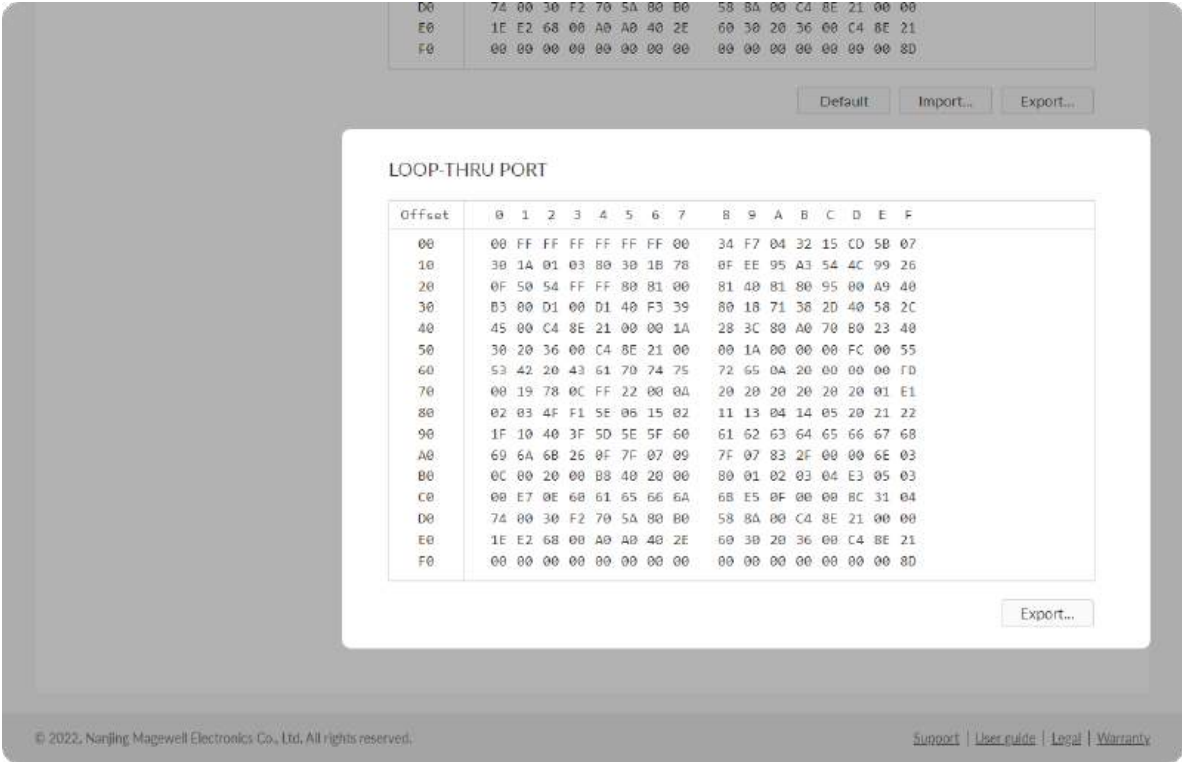 D0 74 00 30 F2 70 5A 80 B0 58 8A 00 C4 8E 21 00 00
E0 1E E2 68 00 A0 A0 40 2E 60 30 20 36 00 C4 8E 21
F0 00 00 00 00 00 00 00 00 00 00 00 00 00 00 00 8D
Default Import... Export...
LOOP-THRU PORT
Offset 0 1 2 3 4 5 6 7 8 9 A B C D E F
00 00 FF FF FF FF FF FF 00 34 F7 04 32 15 CD 5B 07
10 30 1A 01 03 80 30 1B 78 0F EE 95 A3 54 4C 99 26
20 0F 50 54 FF FF 80 81 00 81 40 81 80 95 00 A9 40
30 B3 00 D1 00 D1 40 F3 39 80 18 71 38 2D 40 58 2C
40 45 00 C4 8E 21 00 00 1A 28 3C 80 A0 70 B0 23 40
50 30 20 36 00 C4 8E 21 00 00 1A 00 00 00 FC 00 55
60 53 42 20 43 61 70 74 75 72 65 0A 20 00 00 00 FD
70 00 19 78 0C FF 22 00 0A 20 20 20 20 20 20 01 E1
80 02 03 4F F1 5E 06 15 02 11 13 04 14 05 20 21 22
90 1F 10 40 3F 5D 5E 5F 60 61 62 63 64 65 66 67 68
A0 69 6A 6B 26 0F 7F 07 09 7F 07 83 2F 00 00 6E 03
B0 0C 00 20 00 B8 40 20 00 80 01 02 03 04 E3 05 03
C0 00 E7 0E 60 61 65 66 6A 6B E5 0F 00 00 8C 31 04
D0 74 00 30 F2 70 5A 80 B0 58 8A 00 C4 8E 21 00 00
E0 1E E2 68 00 A0 A0 40 2E 60 30 20 36 00 C4 8E 21
F0 00 00 00 00 00 00 00 00 00 00 00 00 00 00 00 8D
Export...
© 2022, Nanjing Magewell Electronics Co., Ltd. All rights reserved. Support | User guide | Legal | Warranty